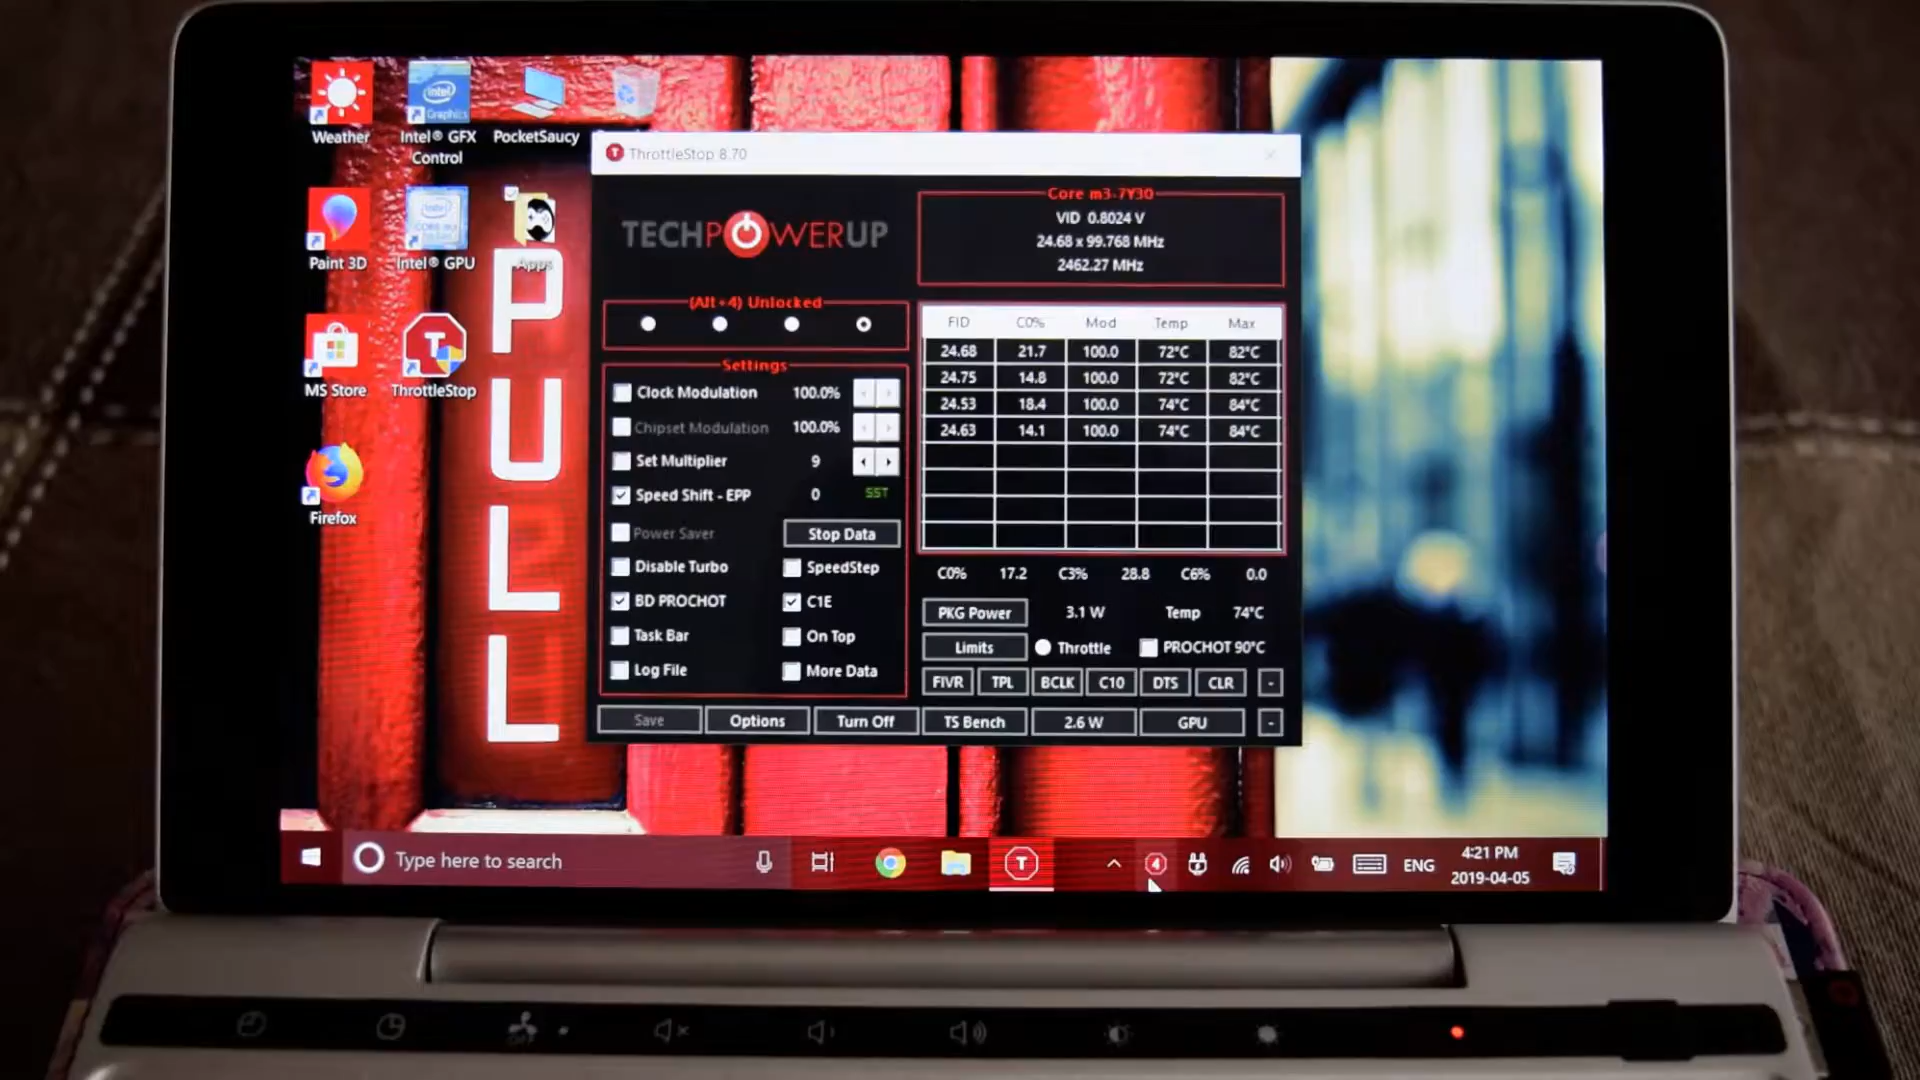 Weather
Intel® GFX
Control
PocketSaucy
Paint 3D
Intel® GPU
Apps
MS Store
ThrottleStop
Firefox
PULL
ThrottleStop 8.70
TECHPOWERUP
Core m3-7Y30
VID 0.8024 V
24.68 x 99.768 MHz
2462.27 MHz
(Alt+4) Unlocked
FID C0% Mod Temp Max
24.68 21.7 100.0 72°C 82°C
24.75 14.8 100.0 72°C 82°C
24.53 18.4 100.0 74°C 84°C
24.63 14.1 100.0 74°C 84°C
Settings
Clock Modulation 100.0%
Chipset Modulation 100.0%
Set Multiplier 9
Speed Shift - EPP 0 SST
Power Saver Stop Data
Disable Turbo SpeedStep
BD PROCHOT C1E
Task Bar On Top
Log File More Data
C0% 17.2 C3% 28.8 C6% 0.0
PKG Power 3.1 W Temp 74°C
Limits Throttle PROCHOT 90°C
FIVR TPL BCLK C10 DTS CLR -
Save Options Turn Off TS Bench 2.6 W GPU -
Type here to search
T
4
ENG
4:21 PM
2019-04-05